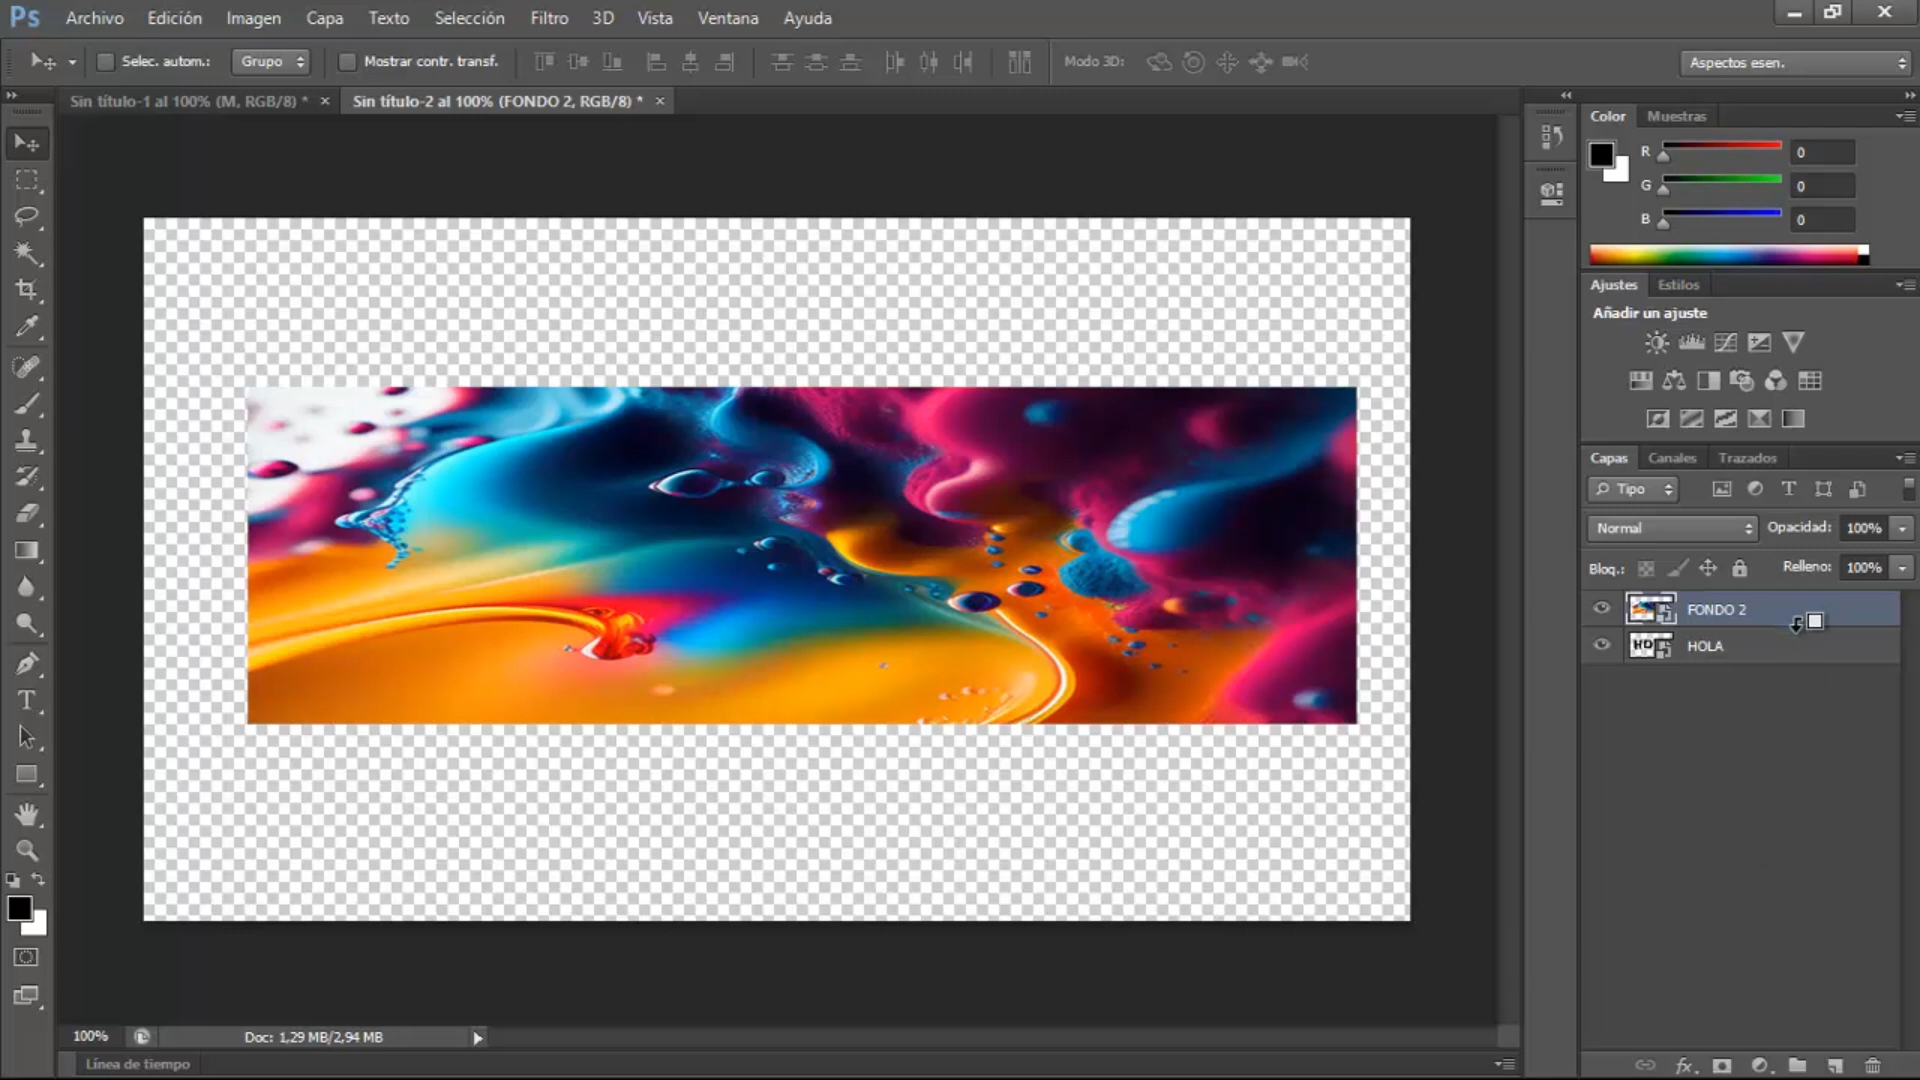 Ps Archivo Edición Imagen Capa Texto Selección Filtro 3D Vista Ventana Ayuda
Selec. autom.: Grupo Mostrar contr. transf. Modo 3D: Aspectos esen.
Sin título-1 al 100% (M, RGB/8) * × Sin título-2 al 100% (FONDO 2, RGB/8) * ×
Color Muestras
R 0
G 0
B 0
Ajustes Estilos
Añadir un ajuste
Capas Canales Trazados
Tipo
Normal Opacidad: 100%
Bloq.: Relleno: 100%
FONDO 2
HOLA
100% Doc: 1,29 MB/2,94 MB
Línea de tiempo